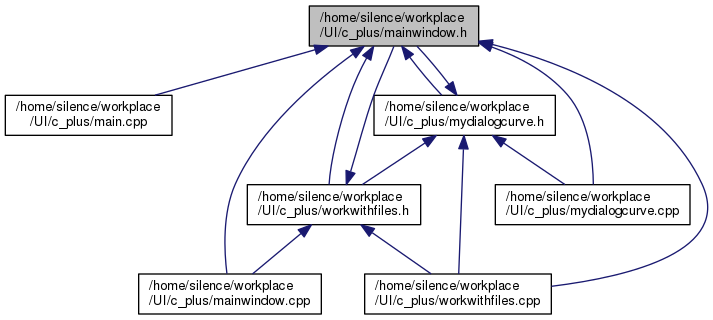 /home/silence/workplace
/UI/c_plus/mainwindow.h
/home/silence/workplace
/UI/c_plus/main.cpp
/home/silence/workplace
/UI/c_plus/mydialogcurve.h
/home/silence/workplace
/UI/c_plus/workwithfiles.h
/home/silence/workplace
/UI/c_plus/mydialogcurve.cpp
/home/silence/workplace
/UI/c_plus/mainwindow.cpp
/home/silence/workplace
/UI/c_plus/workwithfiles.cpp